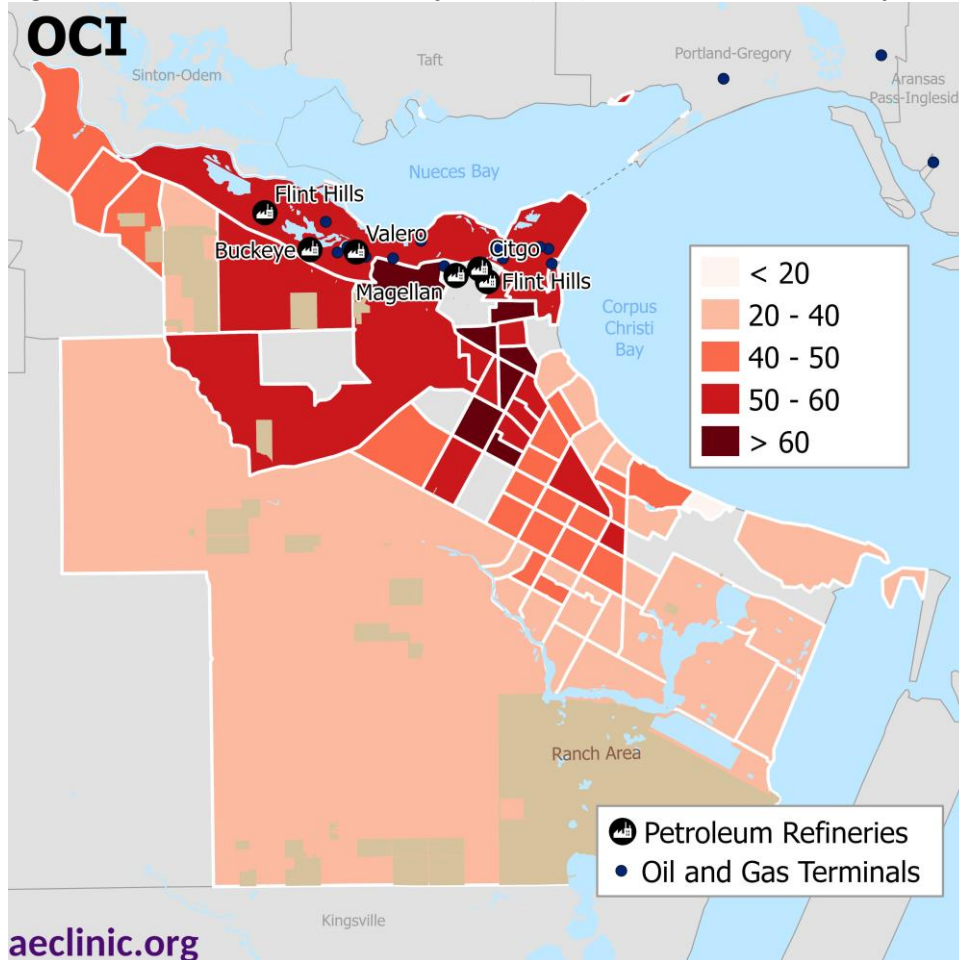 OCI
Sinton-Odem
Taft
Portland-Gregory
Aransas
Pass-Inglesid
Nueces Bay
Flint Hills
Buckeye
Valero
Citgo
Magellan
Flint Hills
Corpus
Christi
Bay
< 20
20 - 40
40 - 50
50 - 60
> 60
Ranch Area
Petroleum Refineries
Oil and Gas Terminals
Kingsville
aeclinic.org